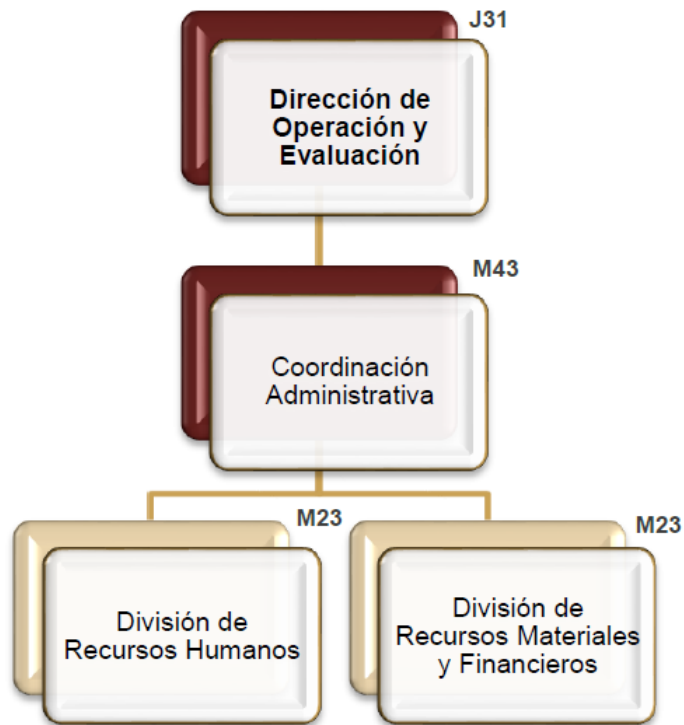 J31
Dirección de
Operación y
Evaluación
M43
Coordinación
Administrativa
M23
División de
Recursos Humanos
M23
División de
Recursos Materiales
y Financieros